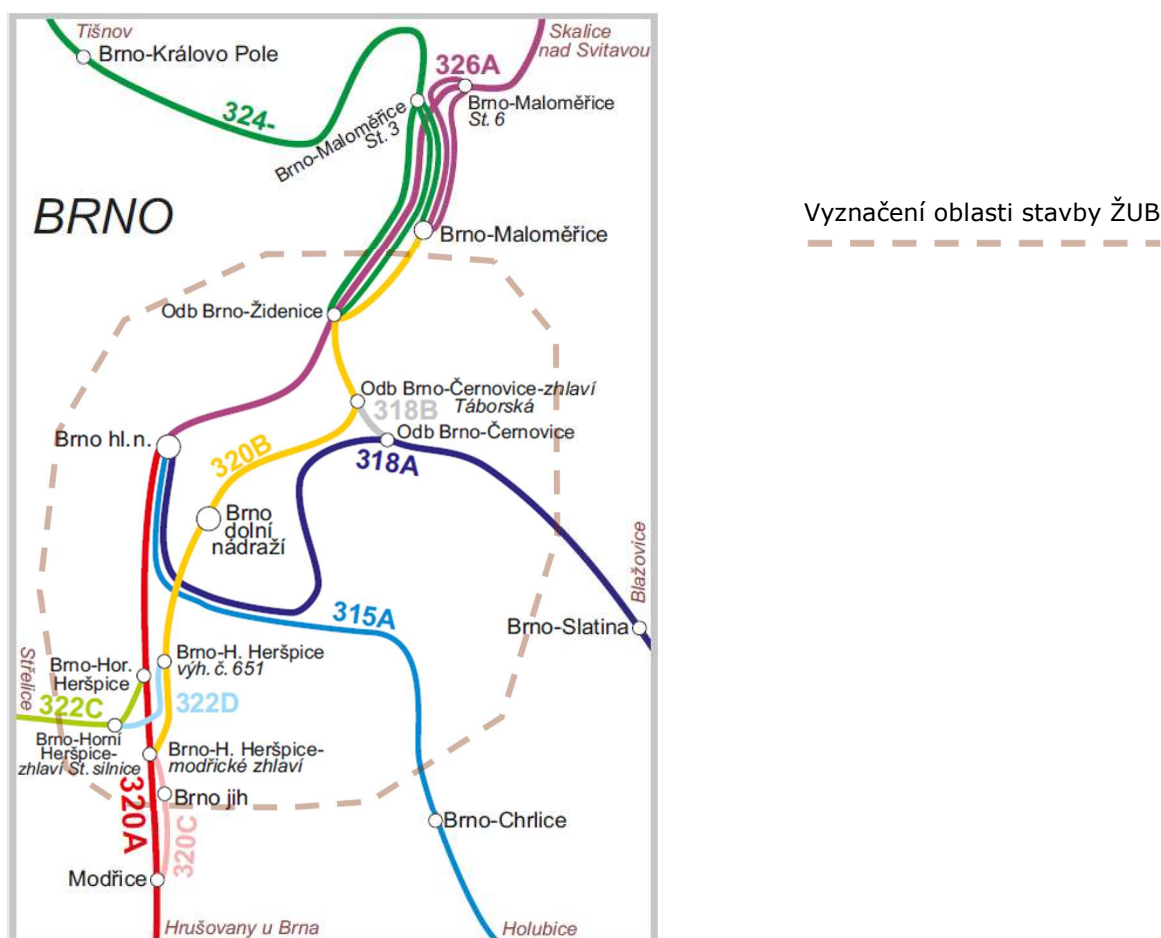 Tišnov
Brno-Královo Pole
Skalice
nad Svitavou
326A
Brno-Maloměřice
St. 6
324-
Brno-Maloměřice
St. 3
BRNO
Vyznačení oblasti stavby ŽUB
Brno-Maloměřice
Odb Brno-Židenice
Odb Brno-Černovice-zhlaví
Táborská
318B
Odb Brno-Černovice
Brno hl.n.
320B
318A
Brno
dolní
nádraží
Blažovice
315A
Brno-Slatina
Střelice
Brno-Hor.
Heršpice
Brno-H. Heršpice
výh. č. 651
322C
322D
Brno-Horní
Heršpice-
zhlaví St. silnice
Brno-H. Heršpice-
modřické zhlaví
320A
Brno jih
320C
Brno-Chrlice
Modřice
Hrušovany u Brna
Holubice